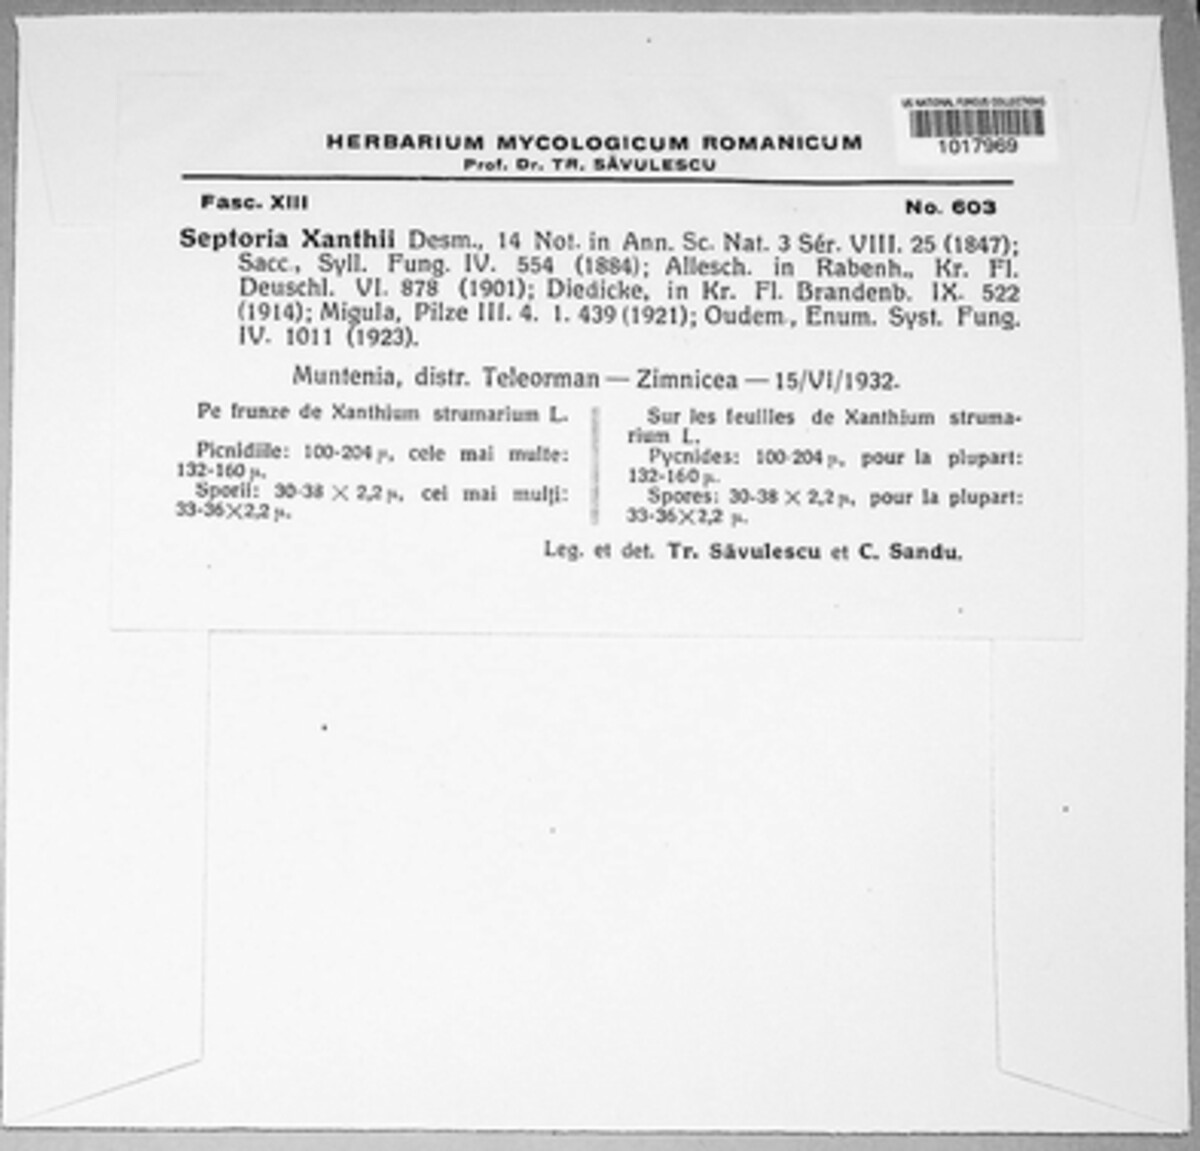 US NATIONAL FUNGUS COLLECTIONS
1017969
HERBARIUM MYCOLOGICUM ROMANICUM
Prof. Dr. TR. SĂVULESCU
Fasc. XIII
No. 603
Septoria Xanthii Desm., 14 Not. in Ann. Sc. Nat. 3 Sér. VIII. 25 (1847);
Sacc., Syll. Fung. IV. 554 (1884); Allesch. in Rabenh., Kr. Fl.
Deuschl. VI. 878 (1901); Diedicke, in Kr. Fl. Brandenb. IX. 522
(1914); Migula, Pilze III. 4. 1. 439 (1921); Oudem., Enum. Syst. Fung.
IV. 1011 (1923).
Muntenia, distr. Teleorman — Zimnicea — 15/VI/1932.
Pe frunze de Xanthium strumarium L.
Picnidiile: 100-204 µ, cele mai multe:
132-160 µ.
Sporii: 30-38 × 2,2 µ, cei mai mulți:
33-36×2,2 µ.
Sur les feuilles de Xanthium struma-
rium L.
Pycnides: 100-204 µ, pour la plupart:
132-160 µ.
Spores: 30-38 × 2,2 µ, pour la plupart:
33-36×2,2 µ.
Leg. et det. Tr. Săvulescu et C. Sandu.